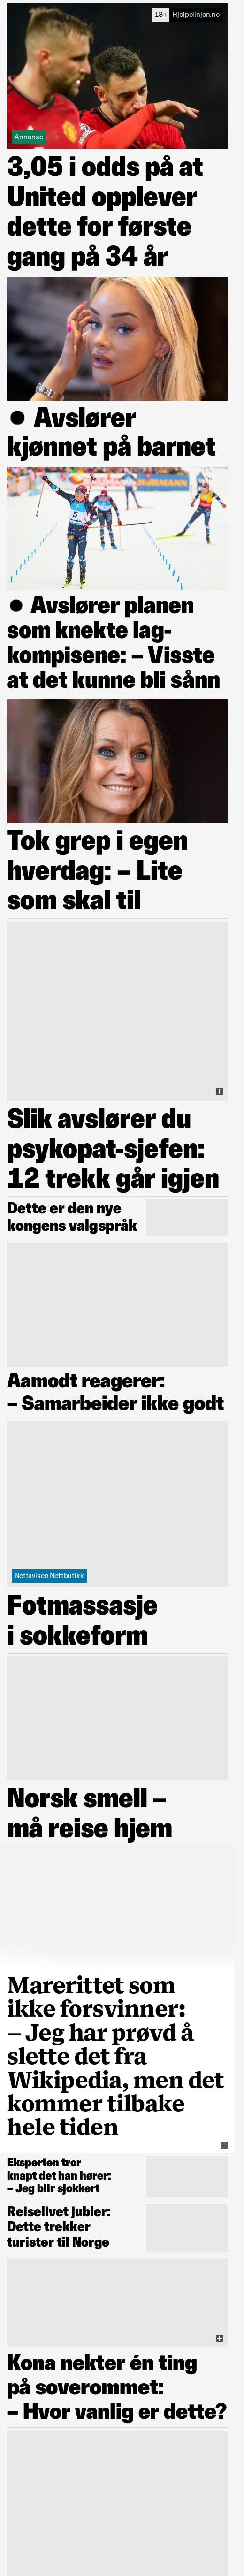 18+ Hjelpelinjen.no
Annonse
3,05 i odds på at
United opplever
dette for første
gang på 34 år
● Avslører
kjønnet på barnet
● Avslører planen
som knekte lag-
kompisene: – Visste
at det kunne bli sånn
Tok grep i egen
hverdag: – Lite
som skal til
Slik avslører du
psykopat-sjefen:
12 trekk går igjen
Dette er den nye
kongens valgspråk
Aamodt reagerer:
– Samarbeider ikke godt
Nettavisen Nettbutikk
Fotmassasje
i sokkeform
Norsk smell –
må reise hjem
Marerittet som
ikke forsvinner:
– Jeg har prøvd å
slette det fra
Wikipedia, men det
kommer tilbake
hele tiden
Eksperten tror
knapt det han hører:
– Jeg blir sjokkert
Reiselivet jubler:
Dette trekker
turister til Norge
Kona nekter én ting
på soverommet:
– Hvor vanlig er dette?